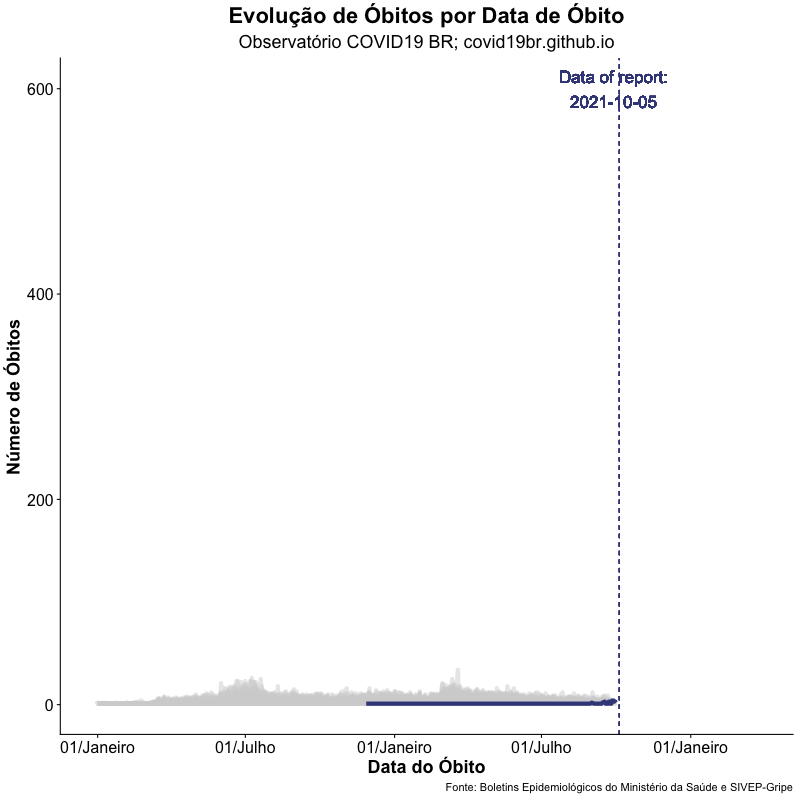 Evolução de Óbitos por Data de Óbito
Observatório COVID19 BR; covid19br.github.io
Data of report:
2021-10-05
600
400
200
0
Número de Óbitos
01/Janeiro 01/Julho 01/Janeiro 01/Julho 01/Janeiro
Data do Óbito
Fonte: Boletins Epidemiológicos do Ministério da Saúde e SIVEP-Gripe